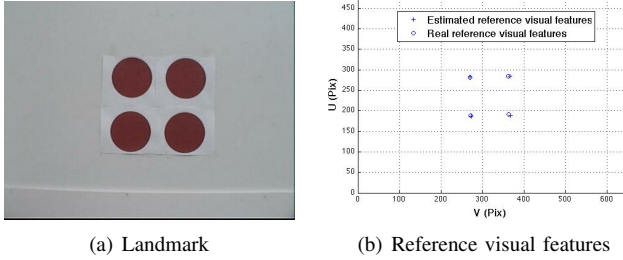 Estimated reference visual features
Real reference visual features
U (Pix)
450
400
350
300
250
200
150
100
50
0
0 100 200 300 400 500 600
V (Pix)
(a) Landmark
(b) Reference visual features